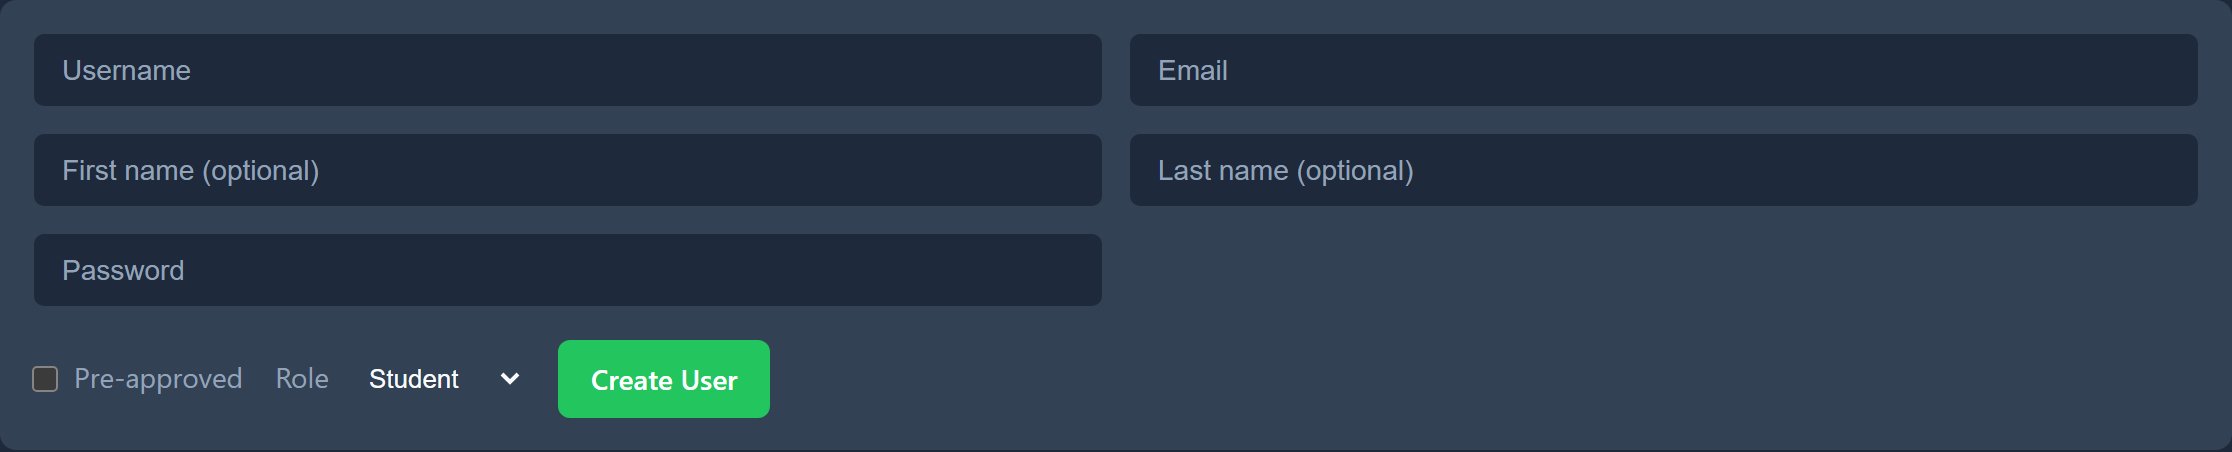 Username Email
First name (optional) Last name (optional)
Password
Pre-approved Role Student Create User